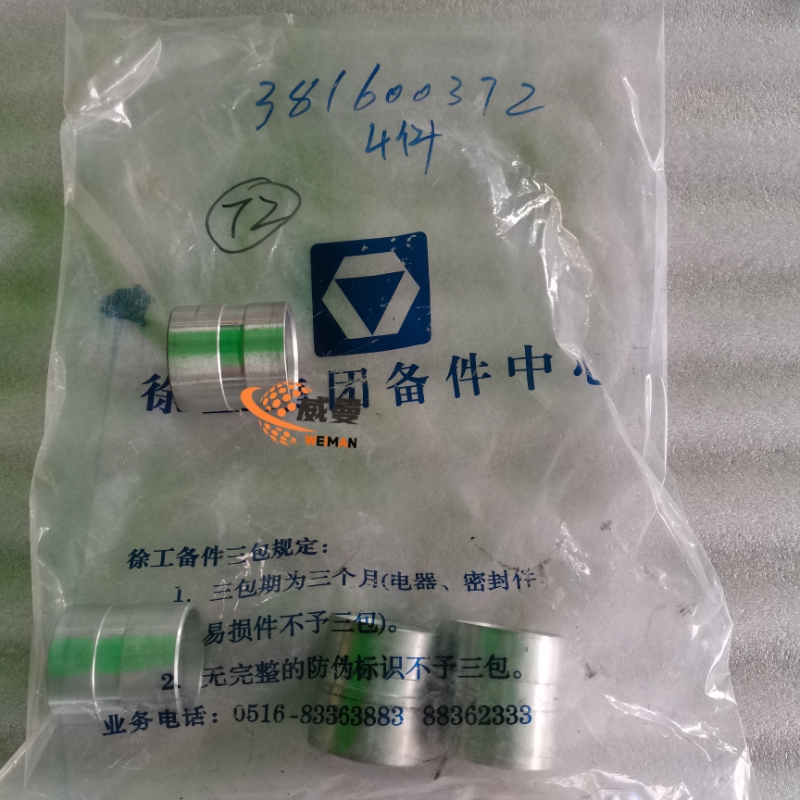 381600372
4件
T2
徐工集团备件中心
威曼
WEMAN
徐工备件三包规定：
1. 三包期为三个月(电器、密封件
易损件不予三包)。
2. 无完整的防伪标识不予三包。
业务电话：0516-83363883 88362333